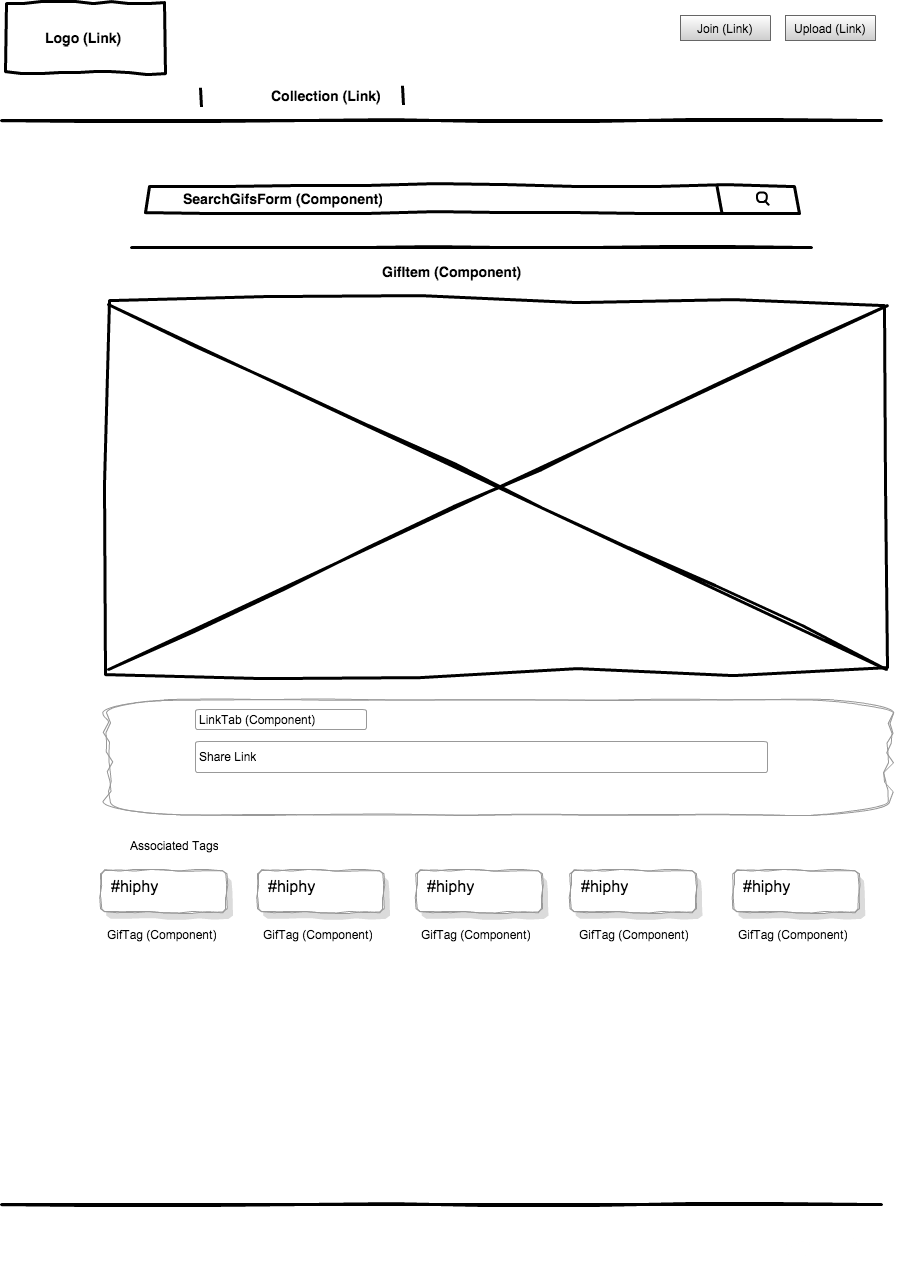 Logo (Link)
Join (Link)
Upload (Link)
Collection (Link)
SearchGifsForm (Component)
GifItem (Component)
LinkTab (Component)
Share Link
Associated Tags
#hiphy
#hiphy
#hiphy
#hiphy
#hiphy
GifTag (Component)
GifTag (Component)
GifTag (Component)
GifTag (Component)
GifTag (Component)